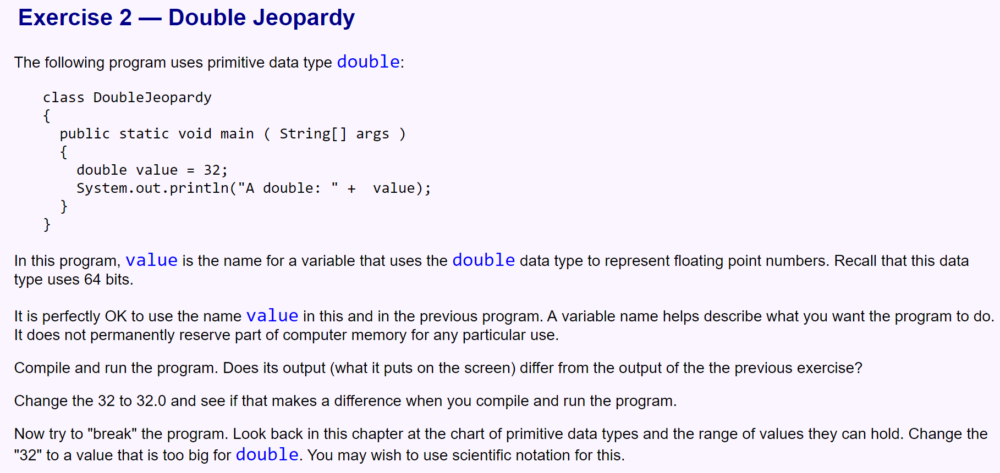 Exercise 2 — Double Jeopardy
The following program uses primitive data type double:
class DoubleJeopardy
{
  public static void main ( String[] args )
  {
    double value = 32;
    System.out.println("A double: " +  value);
  }
}
In this program, value is the name for a variable that uses the double data type to represent floating point numbers. Recall that this data
type uses 64 bits.
It is perfectly OK to use the name value in this and in the previous program. A variable name helps describe what you want the program to do.
It does not permanently reserve part of computer memory for any particular use.
Compile and run the program. Does its output (what it puts on the screen) differ from the output of the the previous exercise?
Change the 32 to 32.0 and see if that makes a difference when you compile and run the program.
Now try to "break" the program. Look back in this chapter at the chart of primitive data types and the range of values they can hold. Change the
"32" to a value that is too big for double. You may wish to use scientific notation for this.